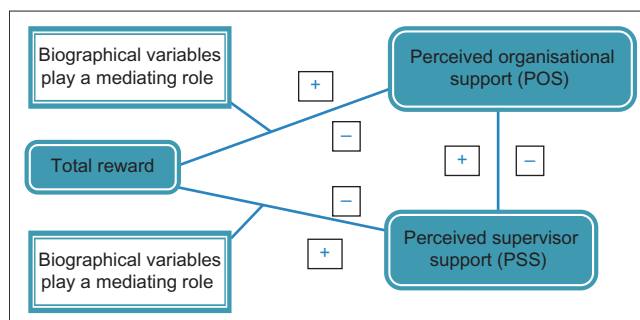 Biographical variables
play a mediating role
+
Perceived organisational
support (POS)
–
Total reward
+
–
–
Biographical variables
play a mediating role
+
Perceived supervisor
support (PSS)